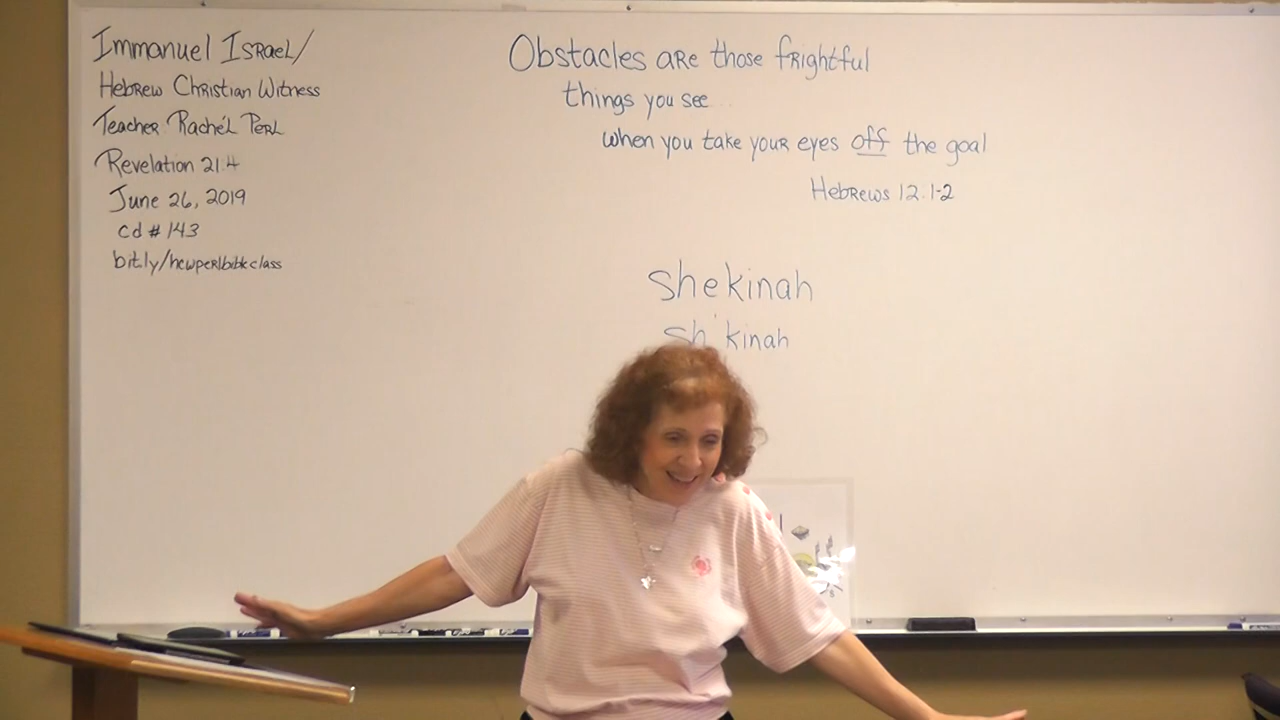 Immanuel Israel/
Hebrew Christian Witness
Teacher Rachél Perl
Revelation 21.4
June 26, 2019
cd # 143
bit.ly/hcwperlbibleclass
Obstacles are those frightful
things you see...
when you take your eyes off the goal
Hebrews 12.1-2
shekinah
sh'kinah